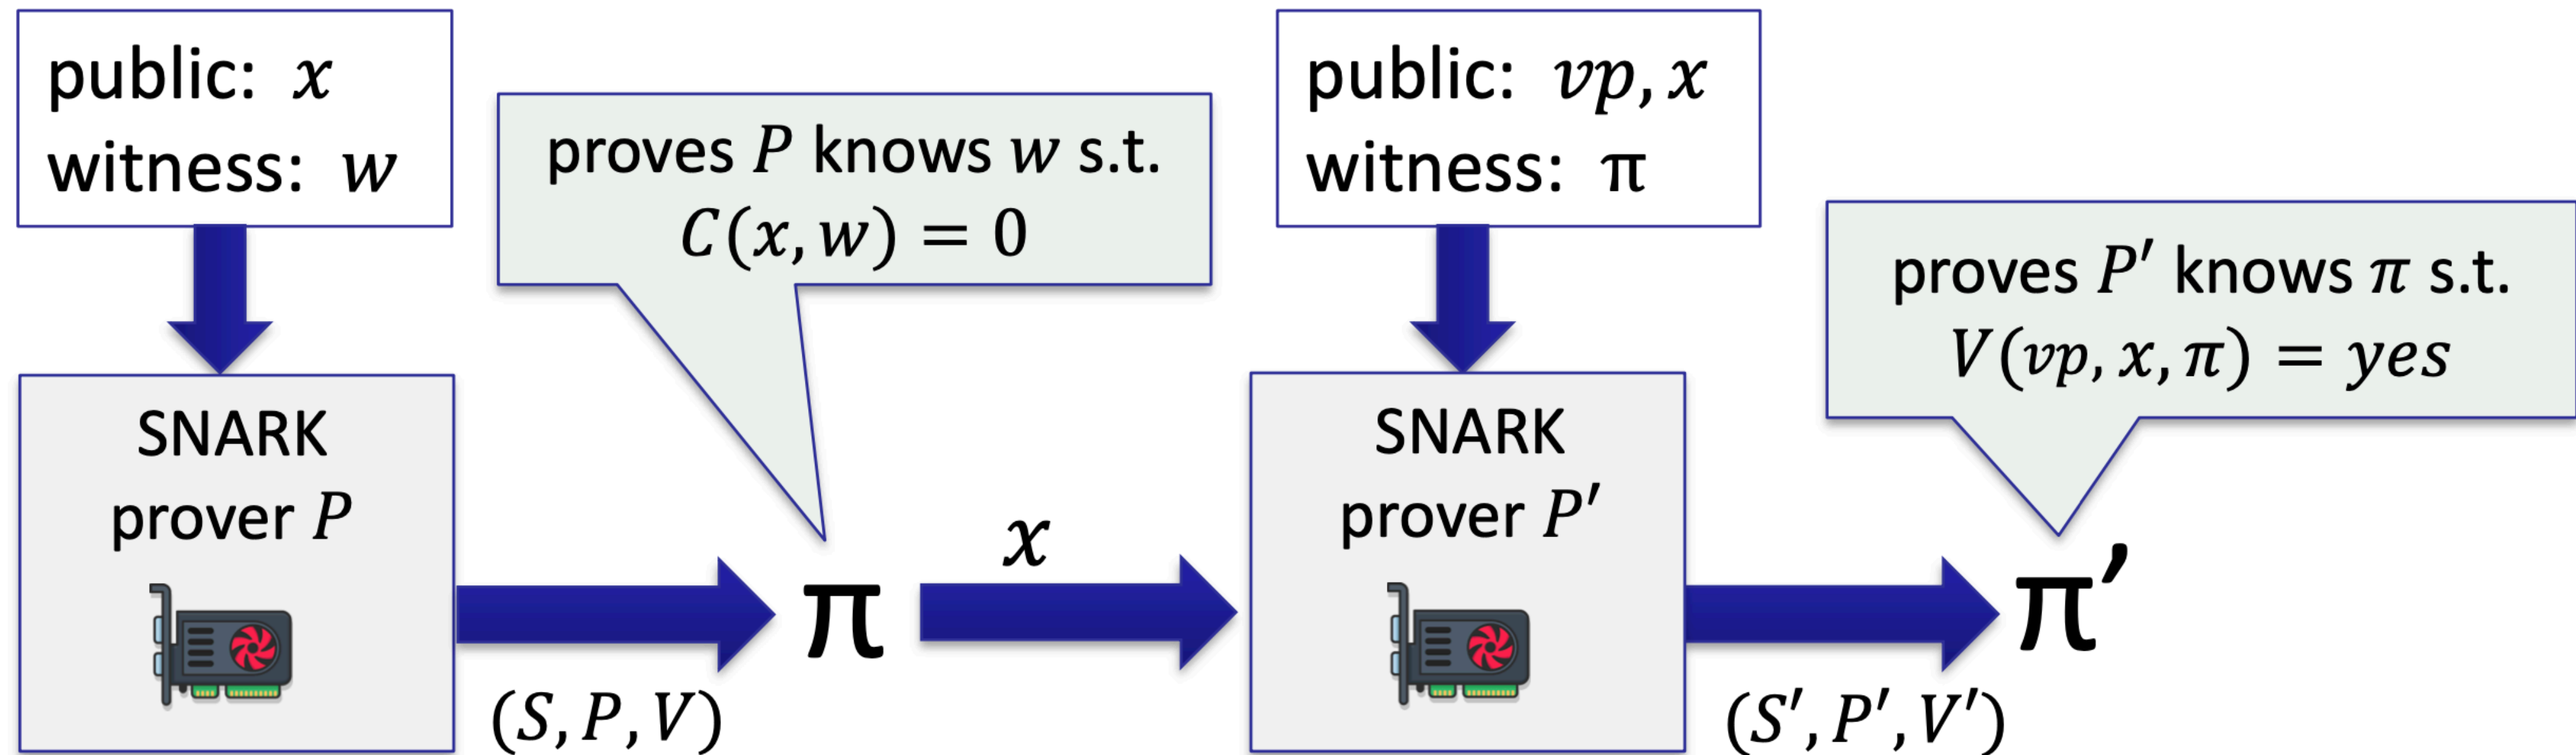 public: x
witness: w
proves P knows w s.t.
C(x, w) = 0
public: vp, x
witness: π
proves P′ knows π s.t.
V(vp, x, π) = yes
SNARK
prover P
(S, P, V)
π
x
SNARK
prover P′
(S′, P′, V′)
π′